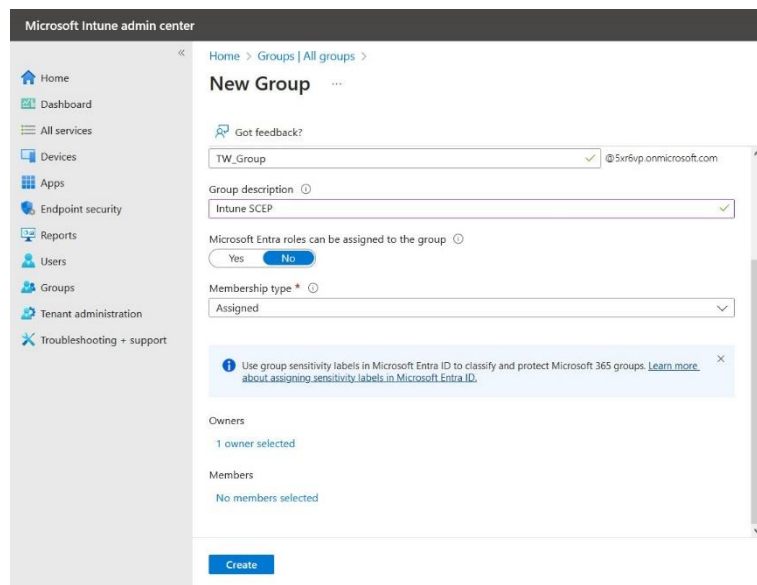 Microsoft Intune admin center
«
Home
Dashboard
All services
Devices
Apps
Endpoint security
Reports
Users
Groups
Tenant administration
Troubleshooting + support
Home > Groups | All groups >
New Group ...
Got feedback?
TW_Group @5xr6vp.onmicrosoft.com
Group description
Intune SCEP
Microsoft Entra roles can be assigned to the group
Yes No
Membership type *
Assigned
Use group sensitivity labels in Microsoft Entra ID to classify and protect Microsoft 365 groups. Learn more
about assigning sensitivity labels in Microsoft Entra ID.
Owners
1 owner selected
Members
No members selected
Create